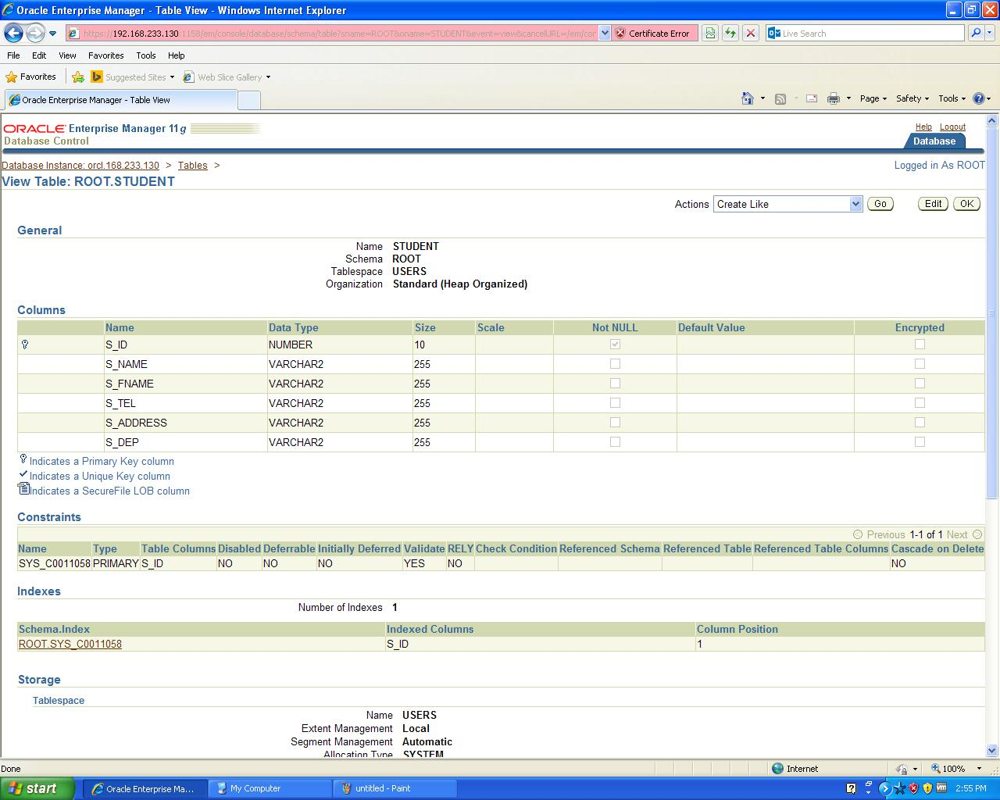 Oracle Enterprise Manager - Table View - Windows Internet Explorer
https://192.168.233.130:1158/em/console/database/schema/table?sname=ROOT&oname=STUDENT&event=view&cancelURL=/em/cor
Certificate Error
Live Search
File Edit View Favorites Tools Help
Favorites Suggested Sites Web Slice Gallery
Oracle Enterprise Manager - Table View
Page Safety Tools
ORACLE Enterprise Manager 11g
Database Control
Help Logout
Database
Database Instance: orcl.168.233.130 > Tables >
Logged in As ROOT
View Table: ROOT.STUDENT
Actions Create Like Go Edit OK
General
Name STUDENT
Schema ROOT
Tablespace USERS
Organization Standard (Heap Organized)
Columns
Name Data Type Size Scale Not NULL Default Value Encrypted
S_ID NUMBER 10
S_NAME VARCHAR2 255
S_FNAME VARCHAR2 255
S_TEL VARCHAR2 255
S_ADDRESS VARCHAR2 255
S_DEP VARCHAR2 255
Indicates a Primary Key column
Indicates a Unique Key column
Indicates a SecureFile LOB column
Constraints
Previous 1-1 of 1 Next
Name Type Table Columns Disabled Deferrable Initially Deferred Validate RELY Check Condition Referenced Schema Referenced Table Referenced Table Columns Cascade on Delete
SYS_C0011058 PRIMARY S_ID NO NO NO YES NO NO
Indexes
Number of Indexes 1
Schema.Index Indexed Columns Column Position
ROOT.SYS_C0011058 S_ID 1
Storage
Tablespace
Name USERS
Extent Management Local
Segment Management Automatic
Allocation Type SYSTEM
Done Internet 100%
start Oracle Enterprise Ma... My Computer untitled - Paint 2:55 PM